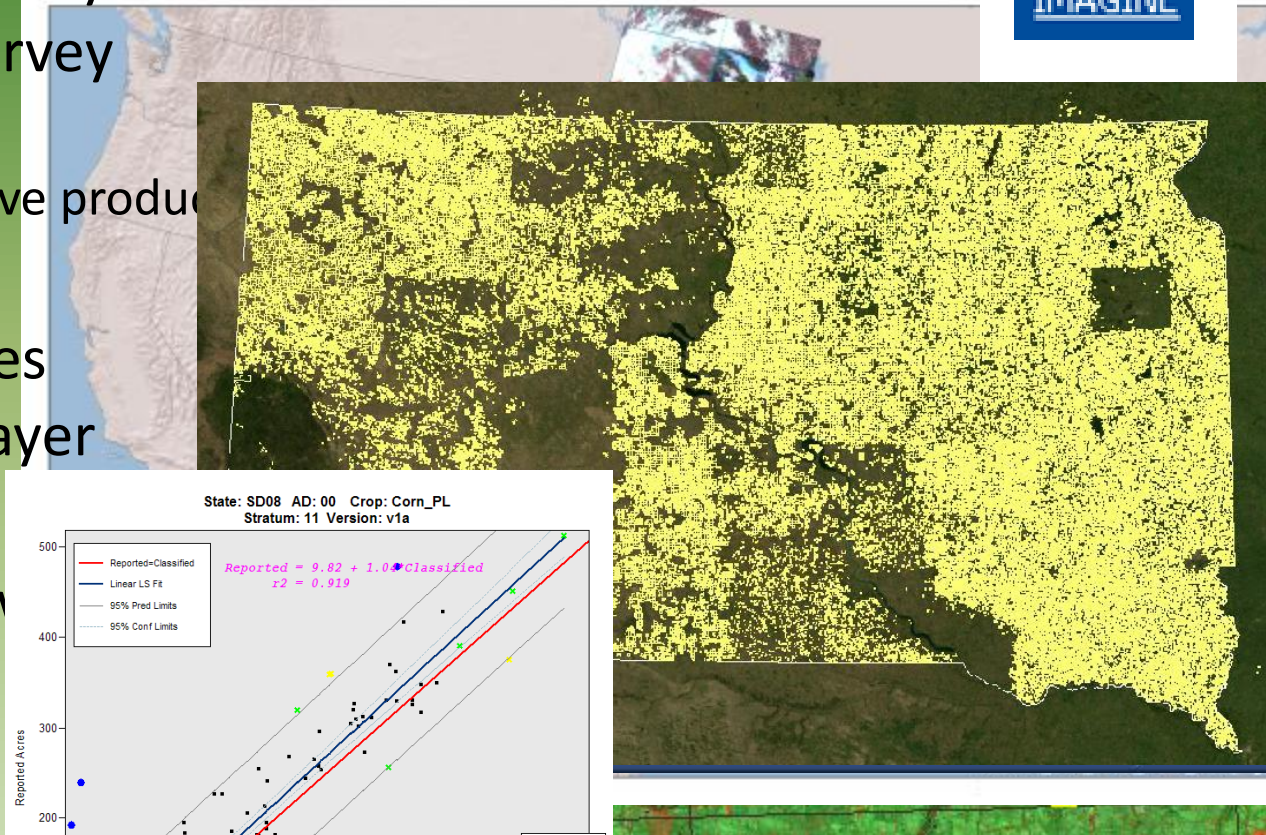 IMAGINE
rvey
ve produc
es
ayer
State: SD08 AD: 00 Crop: Corn_PL
Stratum: 11 Version: v1a
Reported = 9.82 + 1.04*Classified
r2 = 0.919
Reported=Classified
Linear LS Fit
95% Pred Limits
95% Conf Limits
500
400
300
200
Reported Acres